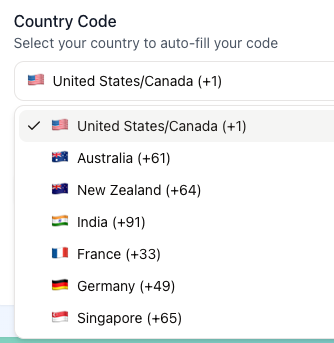 Country Code
Select your country to auto-fill your code
United States/Canada (+1)
United States/Canada (+1)
Australia (+61)
New Zealand (+64)
India (+91)
France (+33)
Germany (+49)
Singapore (+65)